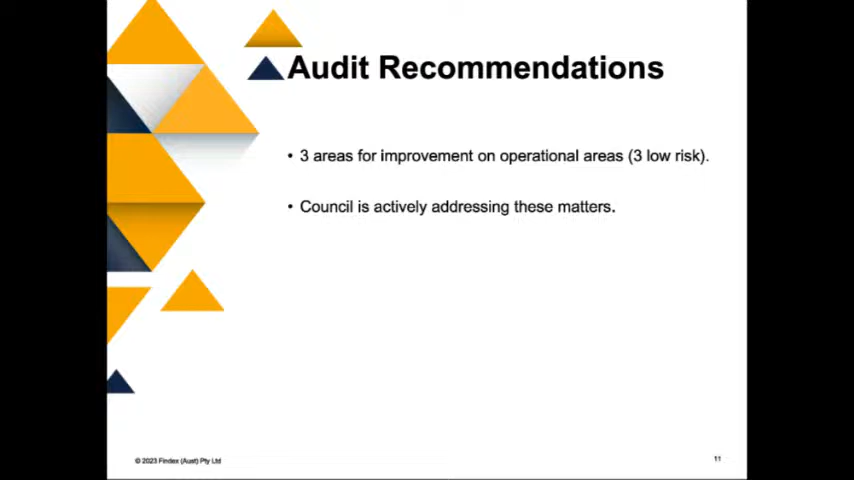 Audit Recommendations
• 3 areas for improvement on operational areas (3 low risk).
• Council is actively addressing these matters.
© 2023 Findex (Aust) Pty Ltd
11